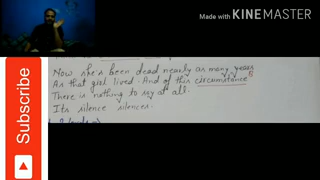 Made with KINEMASTER
Subscribe
Now she's been dead nearly as many years
As that girl lived. And of this circumstance
There is nothing to say at all.
Its silence silences.